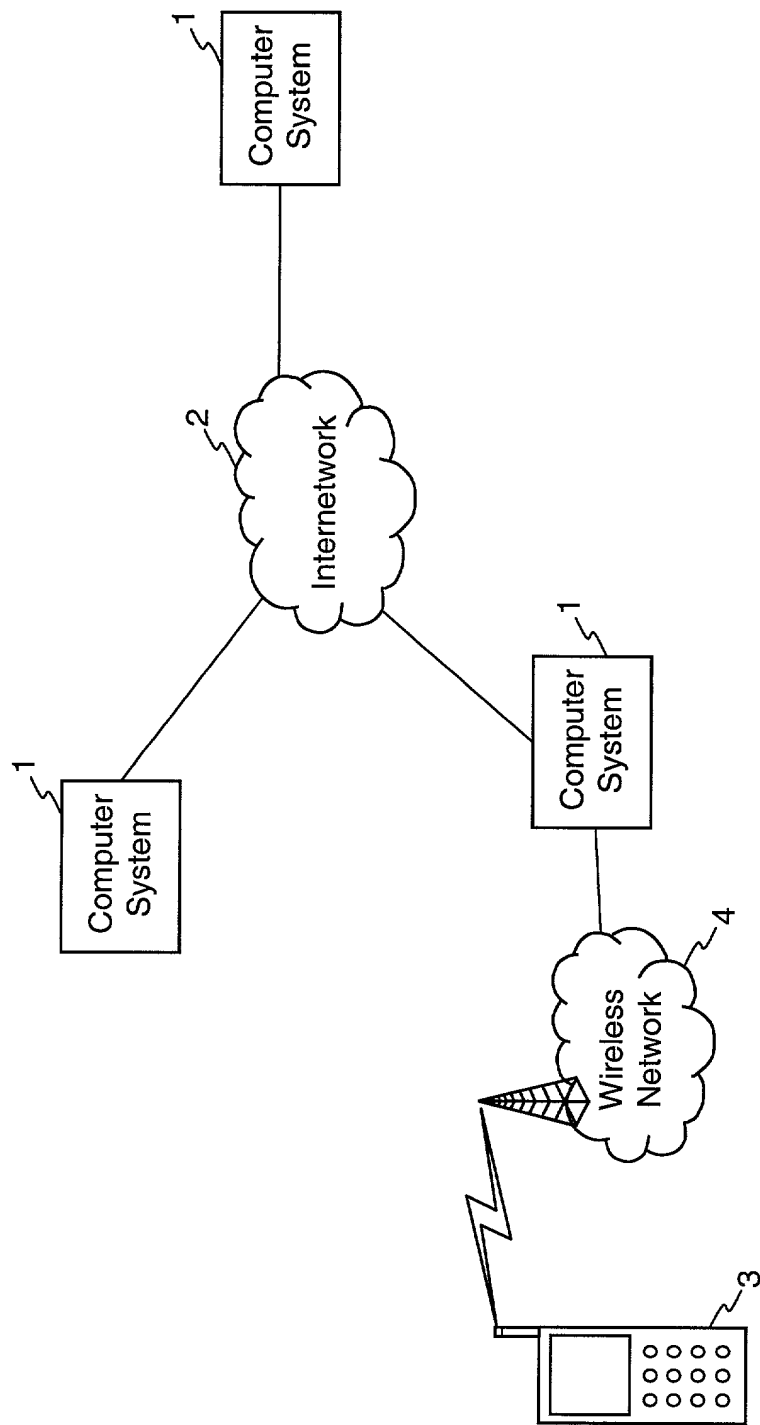 1
Computer
System
2
Internetwork
1
Computer
System
1
Computer
System
4
Wireless
Network
3